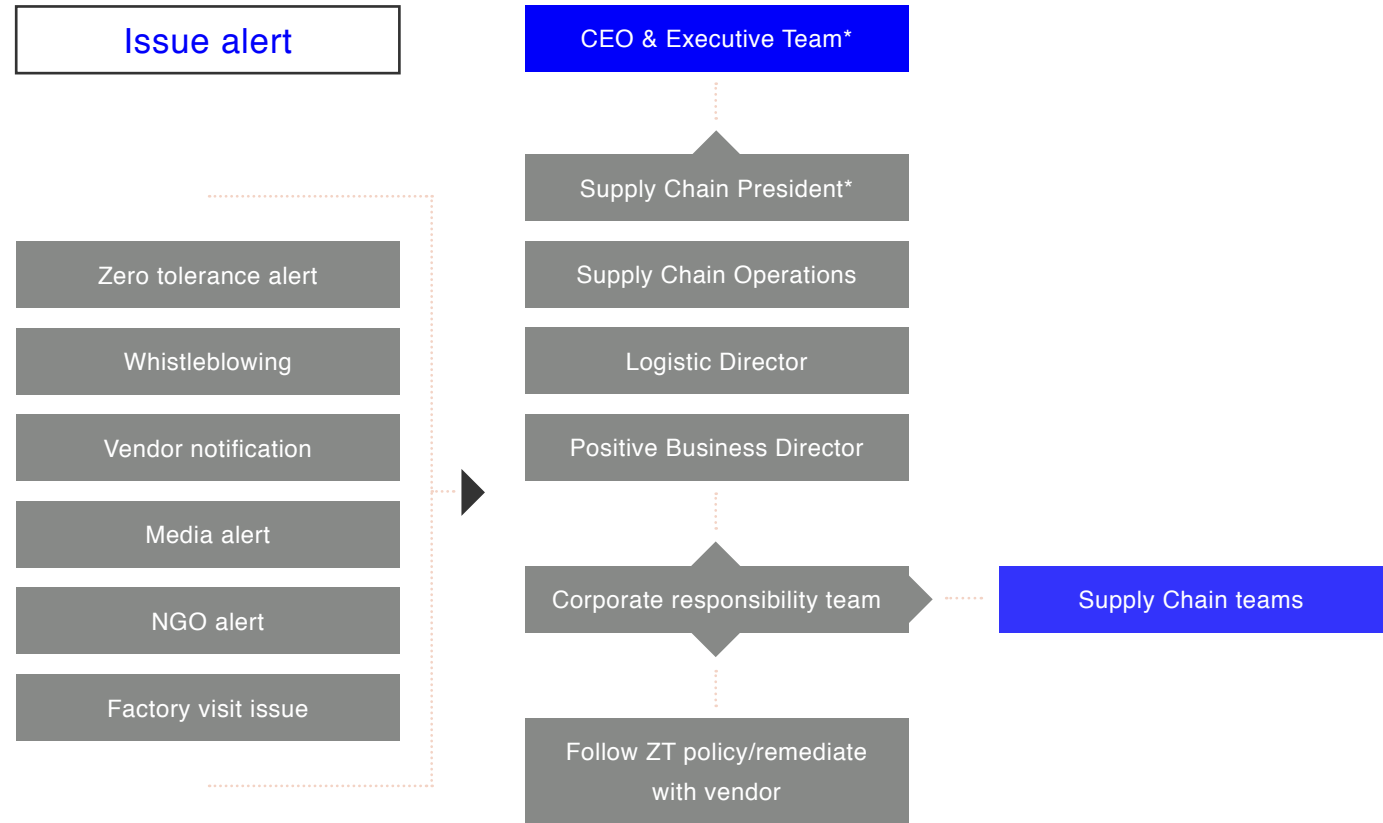 Issue alert
Zero tolerance alert
Whistleblowing
Vendor notification
Media alert
NGO alert
Factory visit issue
CEO & Executive Team*
Supply Chain President*
Supply Chain Operations
Logistic Director
Positive Business Director
Corporate responsibility team
Supply Chain teams
Follow ZT policy/remediate
with vendor